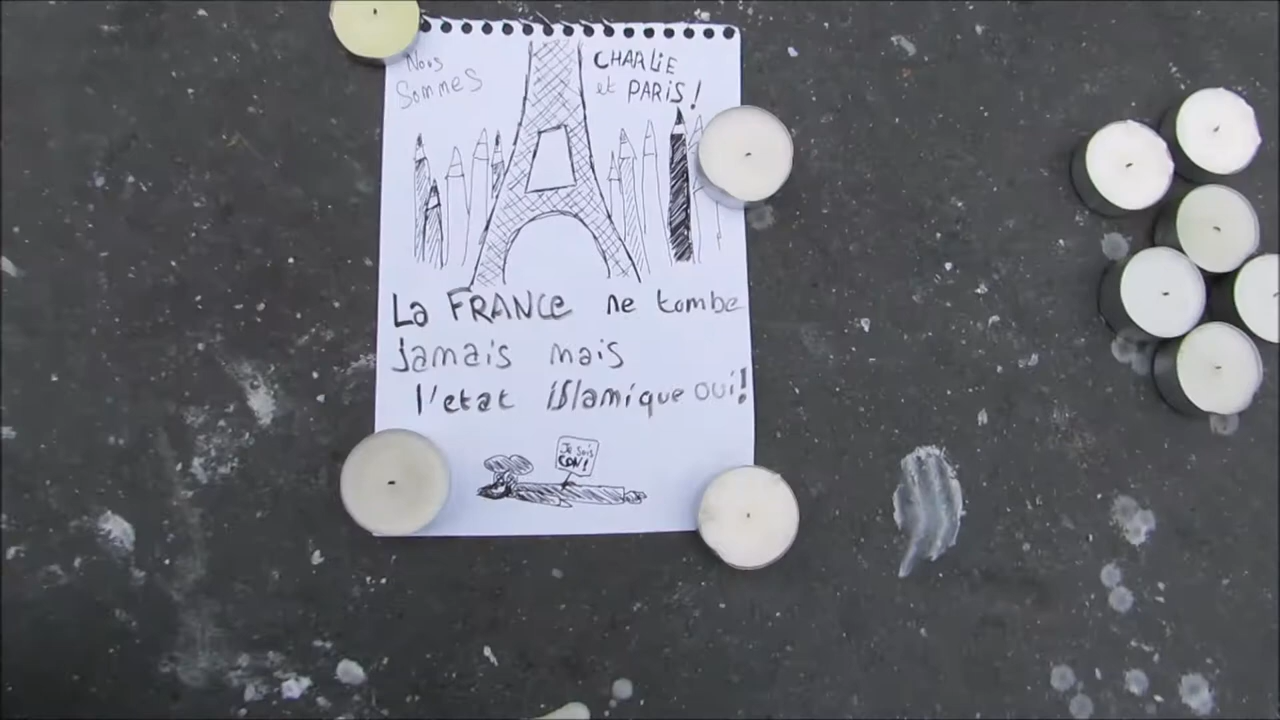 Nous
Sommes
CHARLiE
et PARiS !
La FRANCe ne tombe
jamais mais
l'etat islamique oui!
Je suis
CON!